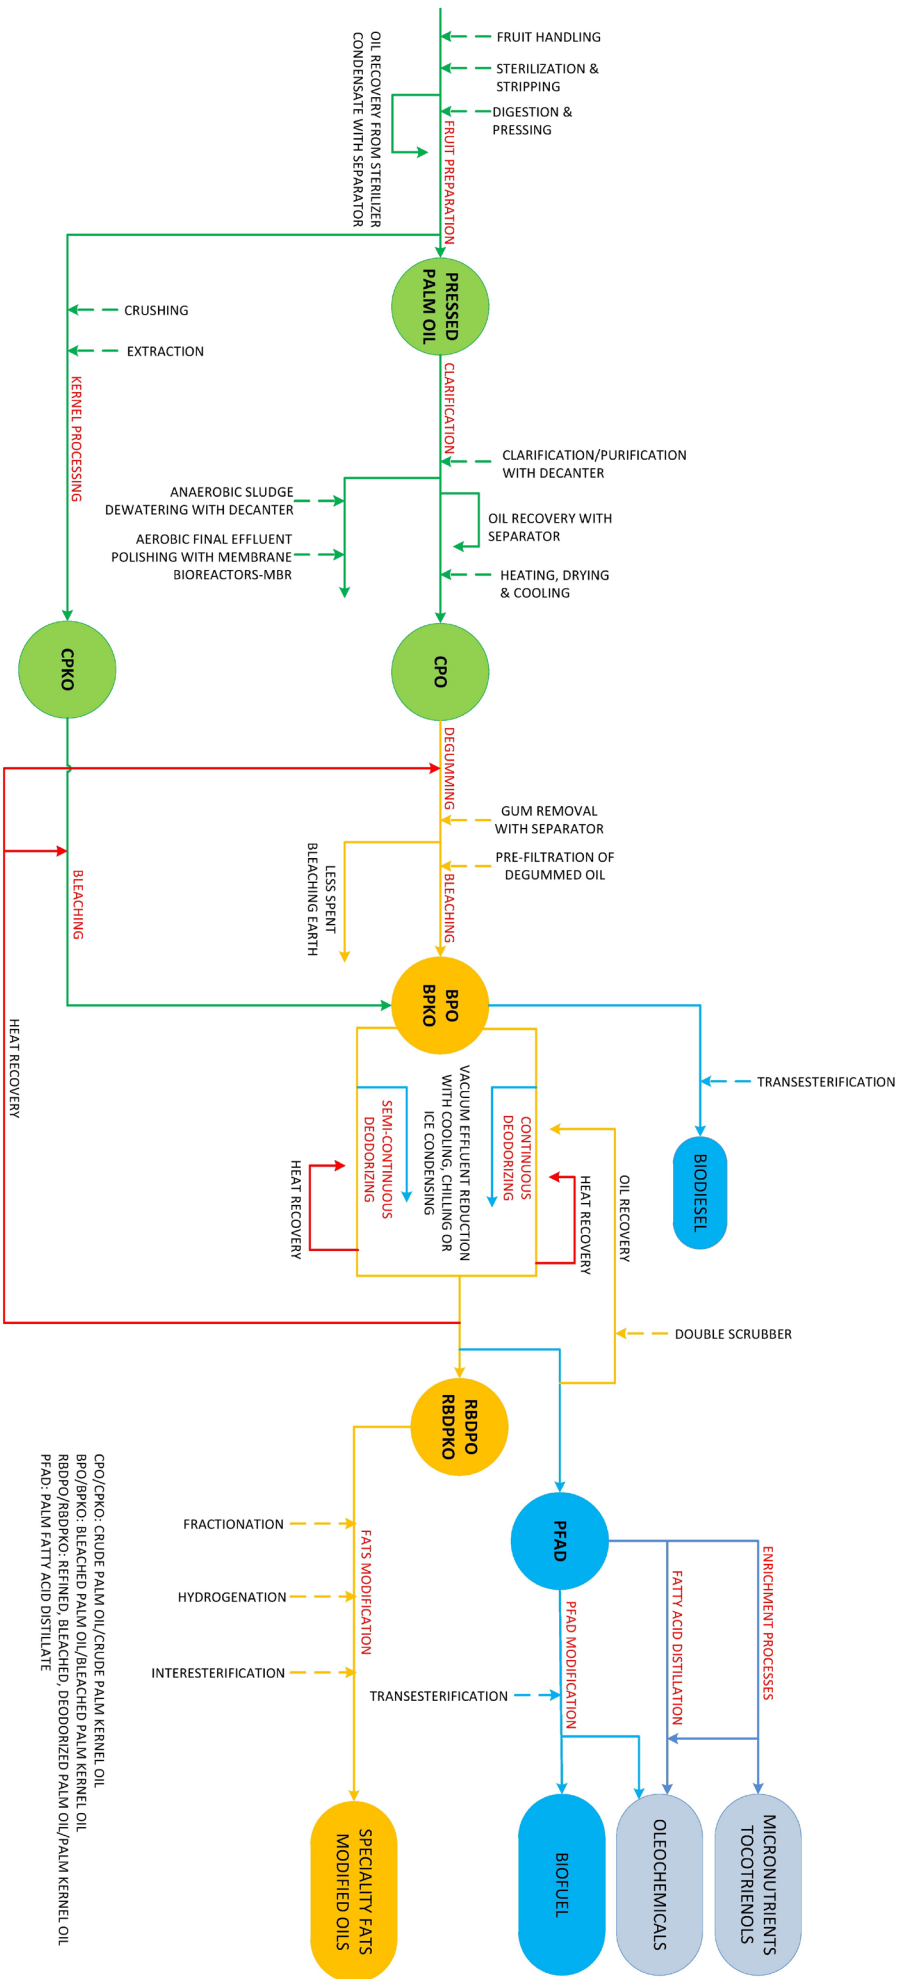 FRUIT HANDLING
STERILIZATION &
STRIPPING
DIGESTION &
PRESSING
OIL RECOVERY FROM STERILIZER
CONDENSATE WITH SEPARATOR
FRUIT PREPARATION
PRESSED
PALM OIL
CRUSHING
EXTRACTION
KERNEL PROCESSING
CLARIFICATION
CLARIFICATION/PURIFICATION
WITH DECANTER
ANAEROBIC SLUDGE
DEWATERING WITH DECANTER
OIL RECOVERY WITH
SEPARATOR
AEROBIC FINAL EFFLUENT
POLISHING WITH MEMBRANE
BIOREACTORS-MBR
HEATING, DRYING
& COOLING
CPKO
CPO
DEGUMMING
GUM REMOVAL
WITH SEPARATOR
PRE-FILTRATION OF
DEGUMMED OIL
LESS SPENT
BLEACHING EARTH
BLEACHING
BLEACHING
BPO
BPKO
HEAT RECOVERY
TRANSESTERIFICATION
BIODIESEL
VACUUM EFFLUENT REDUCTION
WITH COOLING, CHILLING OR
ICE CONDENSING
CONTINUOUS
DEODORIZING
SEMI-CONTINUOUS
DEODORIZING
HEAT RECOVERY
HEAT RECOVERY
OIL RECOVERY
DOUBLE SCRUBBER
RBDPO
RBDPKO
PFAD
FRACTIONATION
HYDROGENATION
INTERESTERIFICATION
FATS MODIFICATION
TRANSESTERIFICATION
PFAD MODIFICATION
FATTY ACID DISTILLATION
ENRICHMENT PROCESSES
SPECIALITY FATS
MODIFIED OILS
BIOFUEL
OLEOCHEMICALS
MICRONUTRIENTS
TOCOTRIENOLS
CPO/CPKO: CRUDE PALM OIL/CRUDE PALM KERNEL OIL
BPO/BPKO: BLEACHED PALM OIL/BLEACHED PALM KERNEL OIL
RBDPO/RBDPKO: REFINED, BLEACHED, DEODORIZED PALM OIL/PALM KERNEL OIL
PFAD: PALM FATTY ACID DISTILLATE